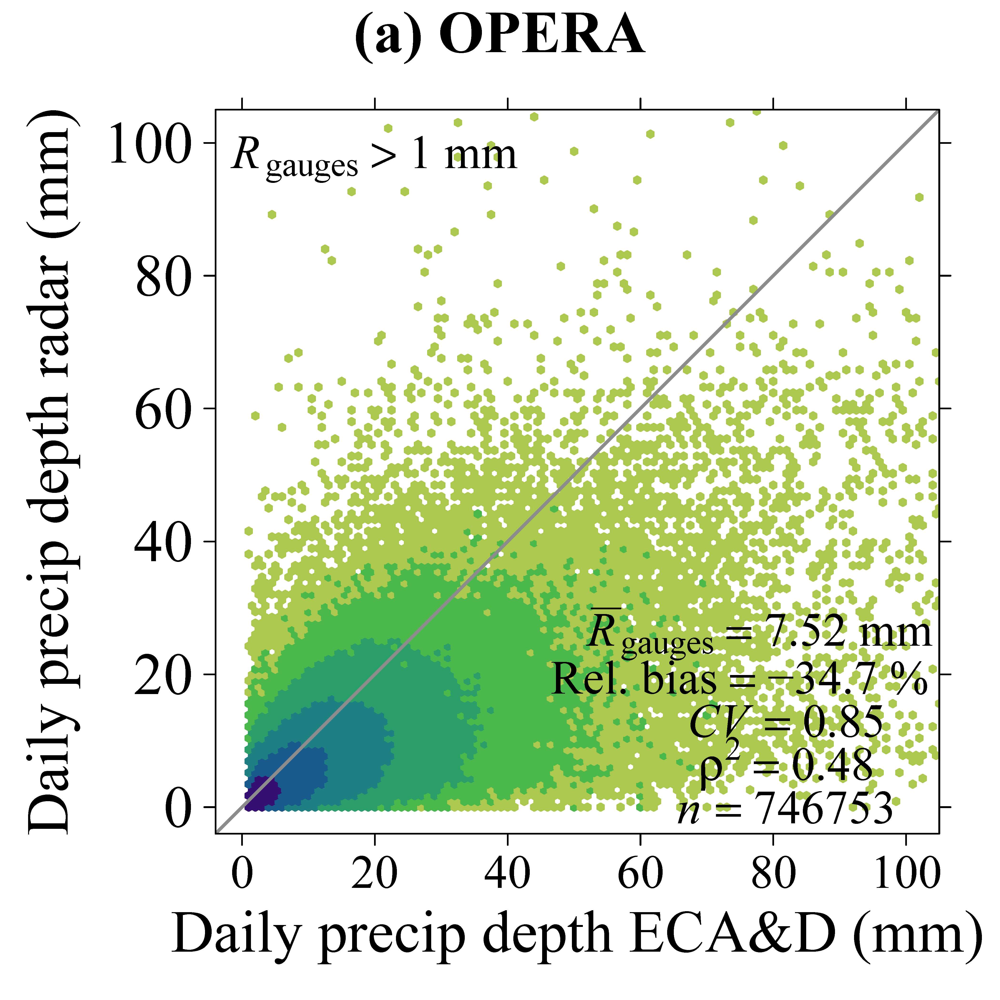 (a) OPERA
R gauges > 1 mm
Daily precip depth radar (mm)
100
80
60
40
20
0
R̅ gauges = 7.52 mm
Rel. bias = −34.7 %
CV = 0.85
ρ² = 0.48
n = 746753
0 20 40 60 80 100
Daily precip depth ECA&D (mm)